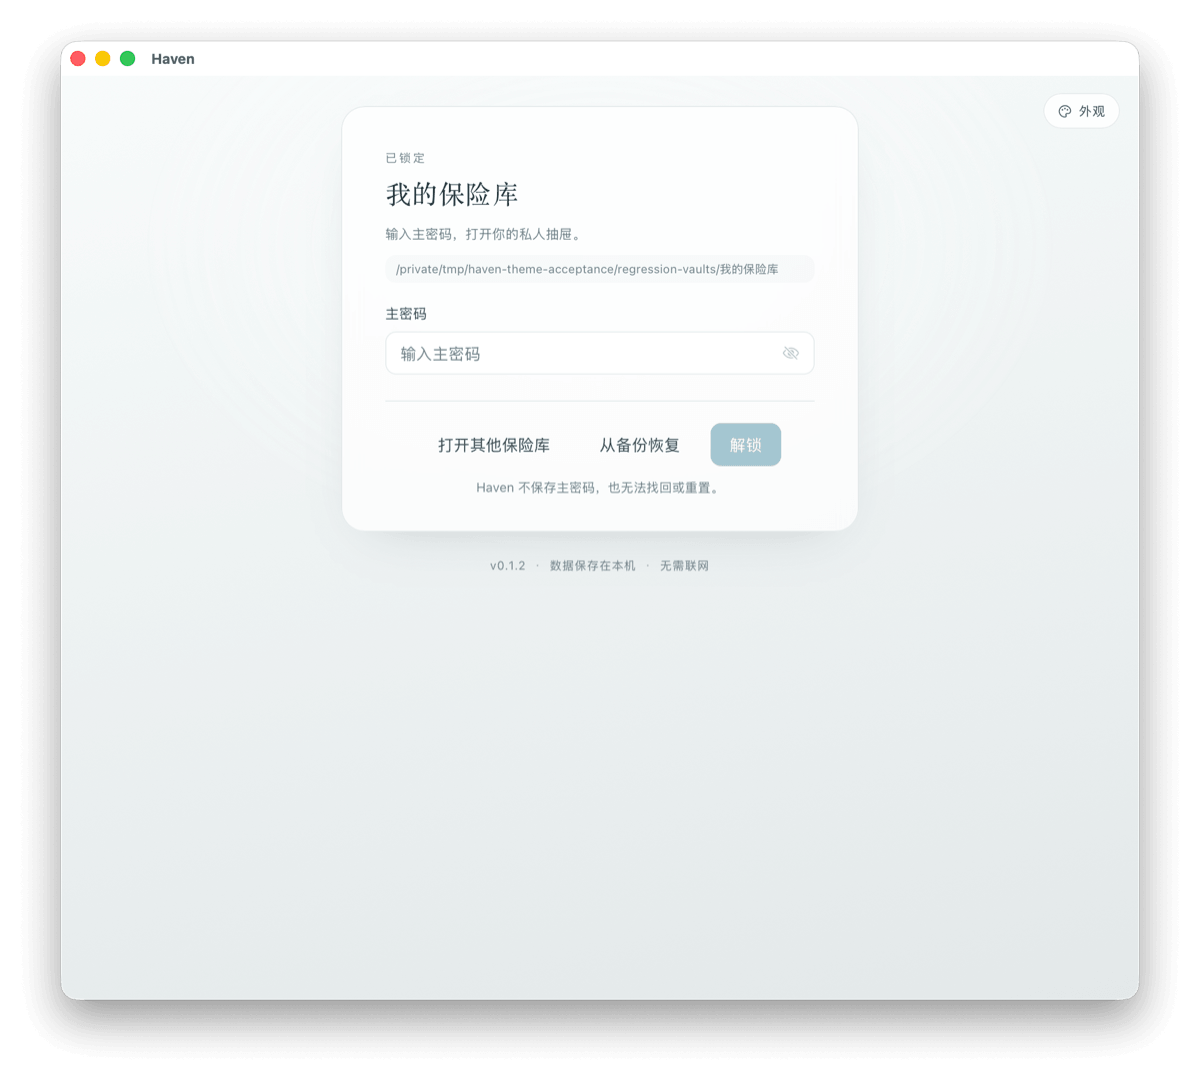 Haven
外观
已锁定
我的保险库
输入主密码，打开你的私人抽屉。
/private/tmp/haven-theme-acceptance/regression-vaults/我的保险库
主密码
输入主密码
打开其他保险库 从备份恢复 解锁
Haven 不保存主密码，也无法找回或重置。
v0.1.2 · 数据保存在本机 · 无需联网